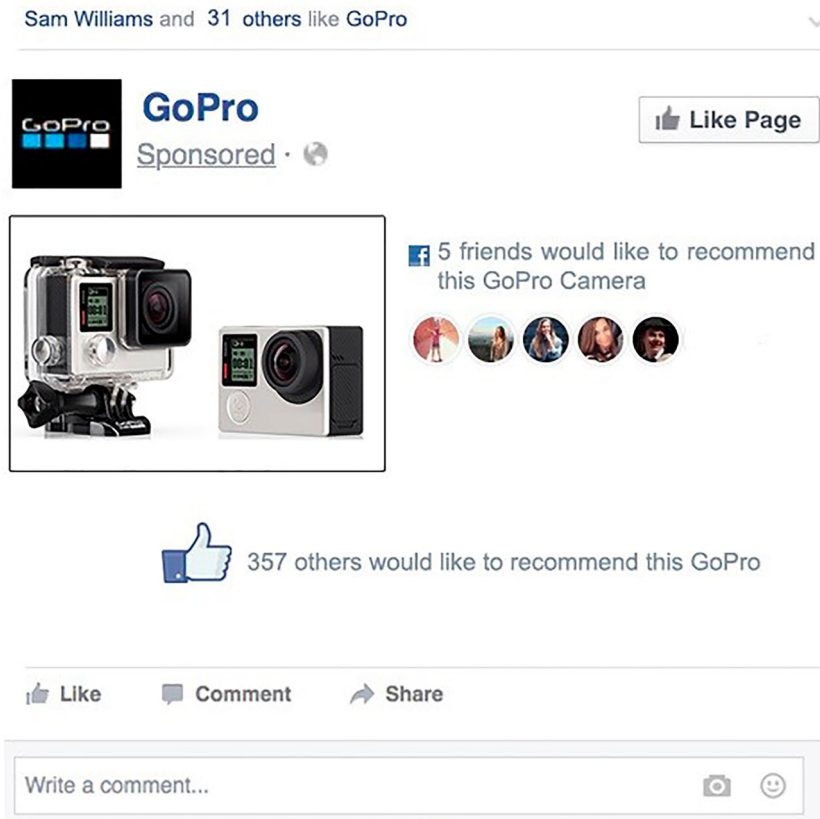 Sam Williams and 31 others like GoPro
GoPro
GoPro
Like Page
Sponsored ·
f 5 friends would like to recommend
this GoPro Camera
357 others would like to recommend this GoPro
Like Comment Share
Write a comment...